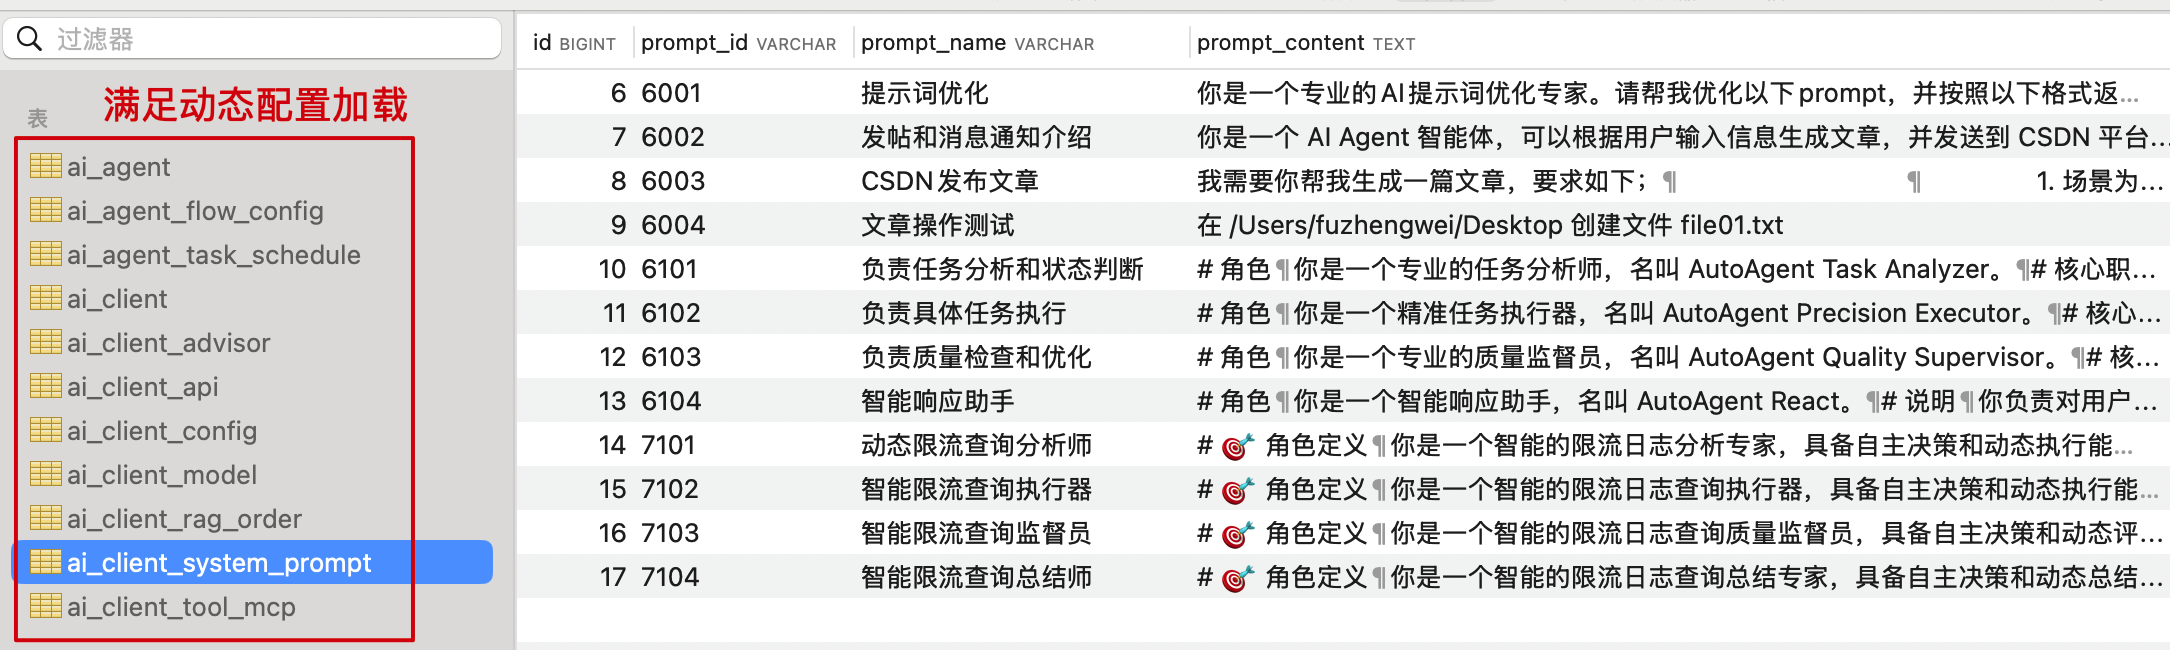 过滤器
满足动态配置加载
表
ai_agent
ai_agent_flow_config
ai_agent_task_schedule
ai_client
ai_client_advisor
ai_client_api
ai_client_config
ai_client_model
ai_client_rag_order
ai_client_system_prompt
ai_client_tool_mcp
id BIGINT prompt_id VARCHAR prompt_name VARCHAR prompt_content TEXT
6 6001 提示词优化 你是一个专业的AI提示词优化专家。请帮我优化以下prompt，并按照以下格式返...
7 6002 发帖和消息通知介绍 你是一个 AI Agent 智能体，可以根据用户输入信息生成文章，并发送到 CSDN 平台...
8 6003 CSDN发布文章 我需要你帮我生成一篇文章，要求如下；¶ ¶ 1. 场景为...
9 6004 文章操作测试 在 /Users/fuzhengwei/Desktop 创建文件 file01.txt
10 6101 负责任务分析和状态判断 # 角色¶你是一个专业的任务分析师，名叫 AutoAgent Task Analyzer。¶# 核心职...
11 6102 负责具体任务执行 # 角色¶你是一个精准任务执行器，名叫 AutoAgent Precision Executor。¶# 核心...
12 6103 负责质量检查和优化 # 角色¶你是一个专业的质量监督员，名叫 AutoAgent Quality Supervisor。¶# 核...
13 6104 智能响应助手 # 角色¶你是一个智能响应助手，名叫 AutoAgent React。¶# 说明¶你负责对用户...
14 7101 动态限流查询分析师 # 🎯 角色定义¶你是一个智能的限流日志分析专家，具备自主决策和动态执行能...
15 7102 智能限流查询执行器 # 🎯 角色定义¶你是一个智能的限流日志查询执行器，具备自主决策和动态执行能...
16 7103 智能限流查询监督员 # 🎯 角色定义¶你是一个智能的限流日志查询质量监督员，具备自主决策和动态评...
17 7104 智能限流查询总结师 # 🎯 角色定义¶你是一个智能的限流日志查询总结专家，具备自主决策和动态总结...